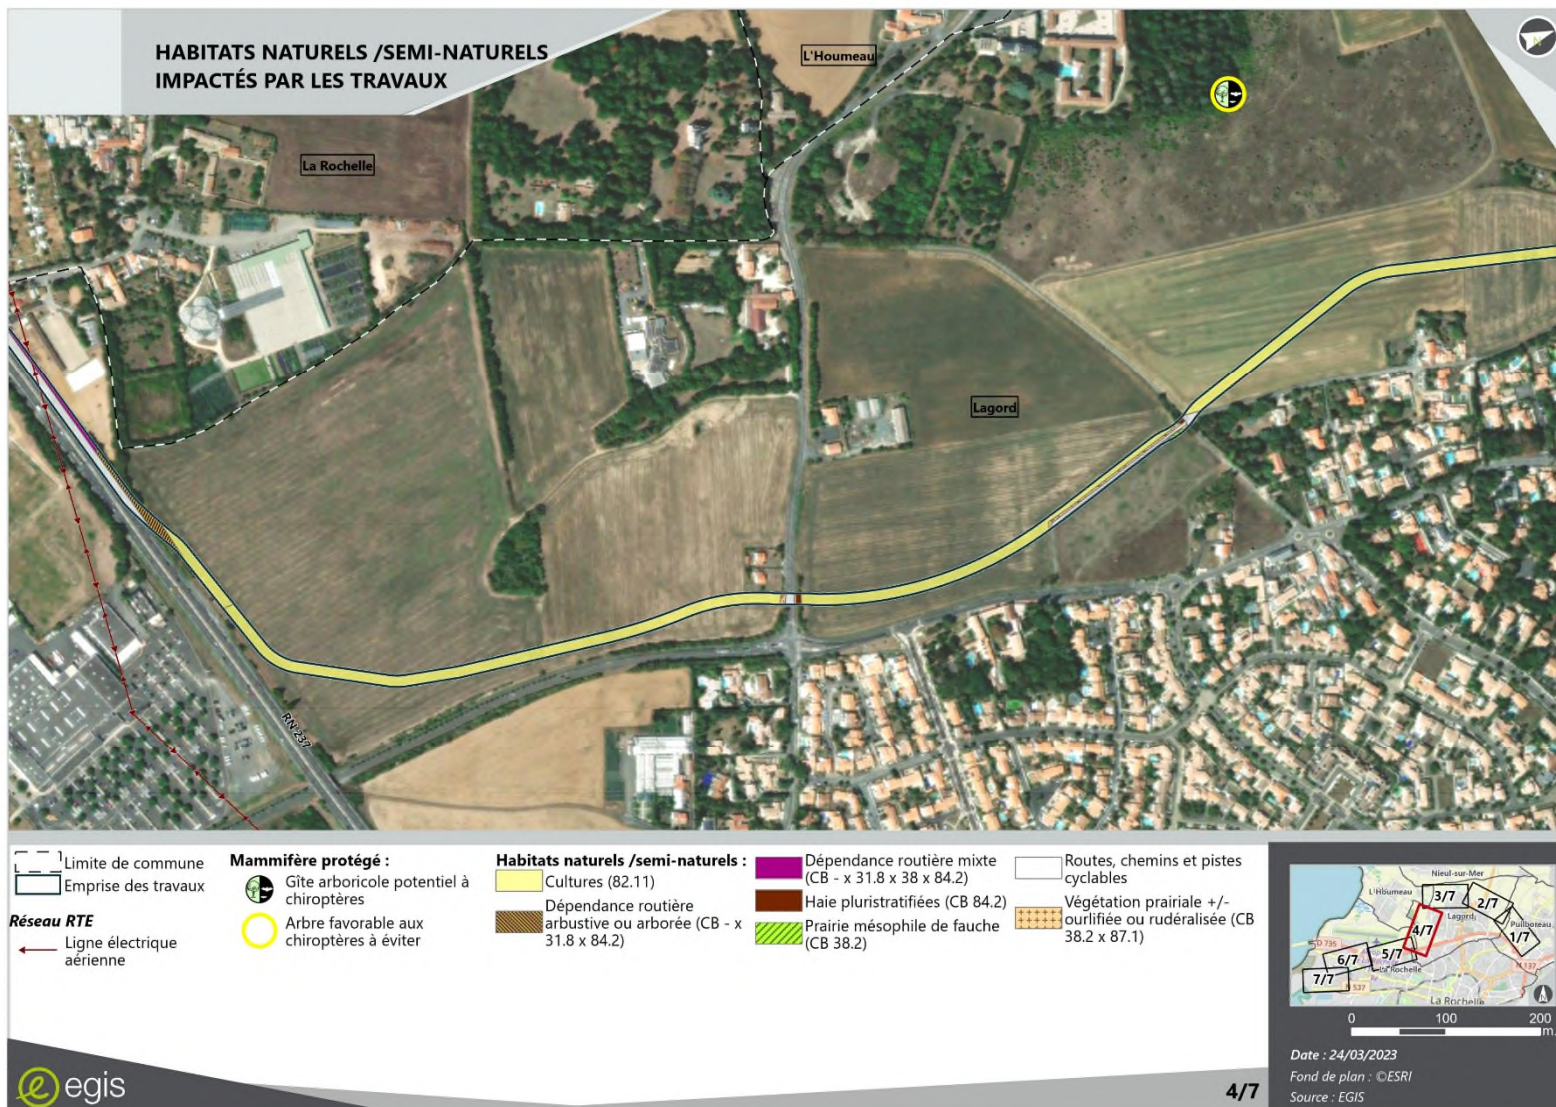 HABITATS NATURELS /SEMI-NATURELS
IMPACTÉS PAR LES TRAVAUX
L'Houmeau
N
La Rochelle
Lagord
RN 237
Limite de commune
Emprise des travaux
Réseau RTE
Ligne électrique
aérienne
Mammifère protégé :
Gîte arboricole potentiel à
chiroptères
Arbre favorable aux
chiroptères à éviter
Habitats naturels /semi-naturels :
Cultures (82.11)
Dépendance routière
arbustive ou arborée (CB - x
31.8 x 84.2)
Dépendance routière mixte
(CB - x 31.8 x 38 x 84.2)
Haie pluristratifiées (CB 84.2)
Prairie mésophile de fauche
(CB 38.2)
Routes, chemins et pistes
cyclables
Végétation prairiale +/-
ourlifiée ou rudéralisée (CB
38.2 x 87.1)
Nieul-sur-Mer
L'Houmeau
3/7
2/7
Lagord
Puilboreau
4/7
1/7
D 735
5/7
6/7
La Rochelle
N 137
7/7
N 537
La Rochelle
0 100 200
m
Date : 24/03/2023
Fond de plan : ©ESRI
Source : EGIS
egis
4/7